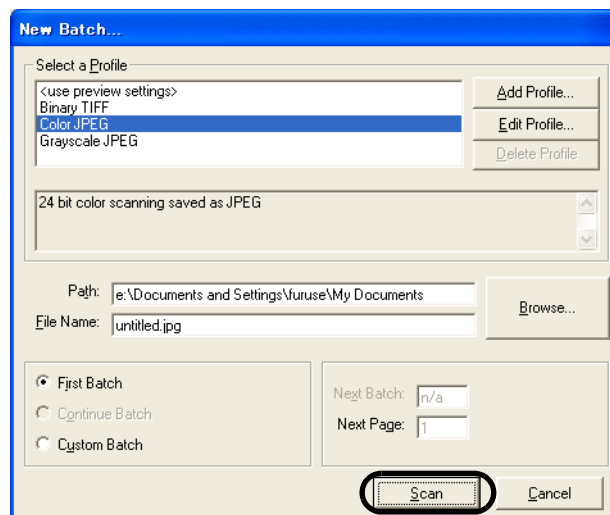 New Batch...
Select a Profile
<use preview settings>
Binary TIFF
Color JPEG
Grayscale JPEG
Add Profile...
Edit Profile...
Delete Profile
24 bit color scanning saved as JPEG
Path: e:\Documents and Settings\furuse\My Documents
File Name: untitled.jpg
Browse...
First Batch
Continue Batch
Custom Batch
Next Batch: n/a
Next Page: 1
Scan
Cancel